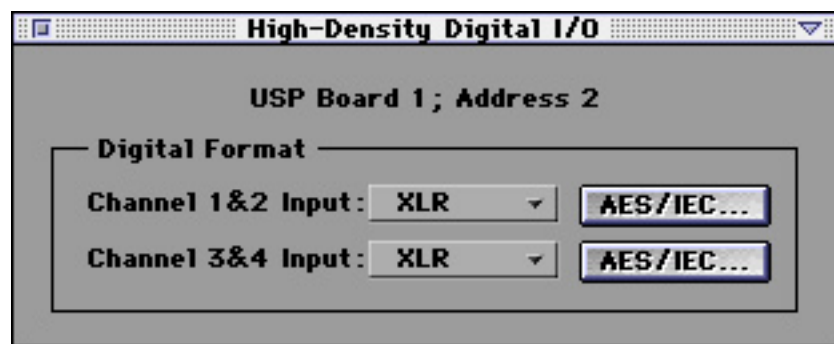 High-Density Digital I/O
USP Board 1; Address 2
Digital Format
Channel 1&2 Input: XLR AES/IEC...
Channel 3&4 Input: XLR AES/IEC...